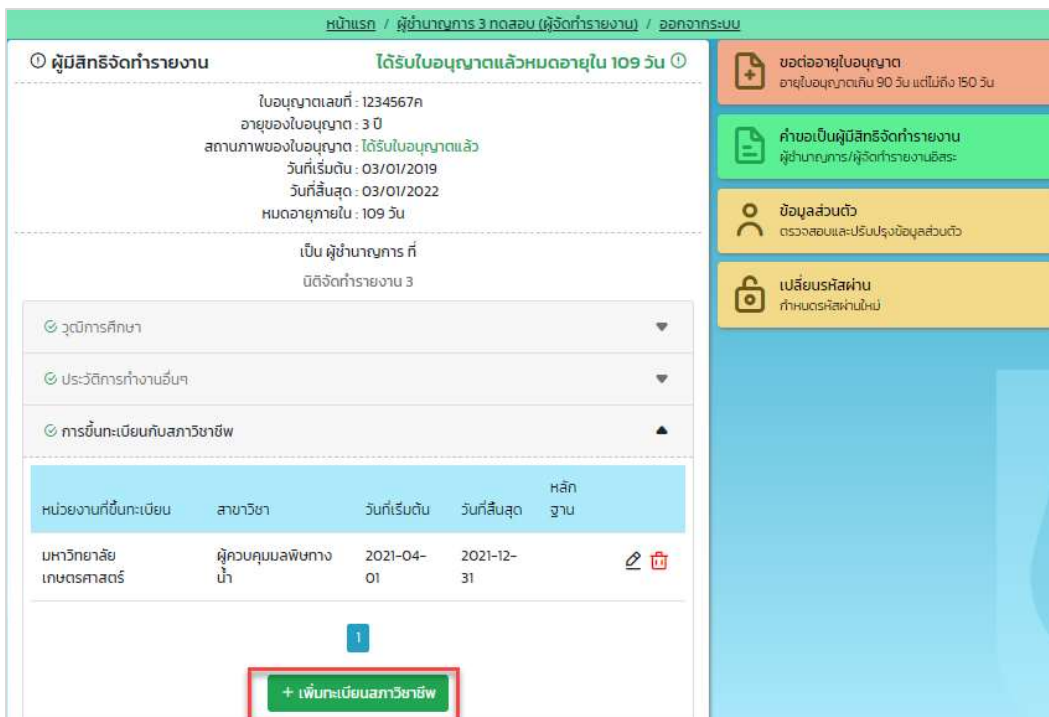 หน้าแรก / ผู้ชำนาญการ 3 ทดสอบ (ผู้จัดทำรายงาน) / ออกจากระบบ
ผู้มีสิทธิจัดทำรายงาน
ได้รับใบอนุญาตแล้วหมดอายุใน 109 วัน
ใบอนุญาตเลขที่ : 1234567ค
อายุของใบอนุญาต : 3 ปี
สถานภาพของใบอนุญาต : ได้รับใบอนุญาตแล้ว
วันที่เริ่มต้น : 03/01/2019
วันที่สิ้นสุด : 03/01/2022
หมดอายุภายใน : 109 วัน
เป็น ผู้ชำนาญการ ที่
นิติจัดทำรายงาน 3
วุฒิการศึกษา
ประวัติการทำงานอื่นๆ
การขึ้นทะเบียนกับสภาวิชาชีพ
หน่วยงานที่ขึ้นทะเบียน สาขาวิชา วันที่เริ่มต้น วันที่สิ้นสุด หลัก
ฐาน
มหาวิทยาลัย ผู้ควบคุมมลพิษทาง 2021-04- 2021-12-
เกษตรศาสตร์ น้ำ 01 31
1
+ เพิ่มทะเบียนสภาวิชาชีพ
ขอต่ออายุใบอนุญาต
อายุใบอนุญาตเกิน 90 วัน แต่ไม่ถึง 150 วัน
คำขอเป็นผู้มีสิทธิจัดทำรายงาน
ผู้ชำนาญการ/ผู้จัดทำรายงานอิสระ
ข้อมูลส่วนตัว
ตรวจสอบและปรับปรุงข้อมูลส่วนตัว
เปลี่ยนรหัสผ่าน
กำหนดรหัสผ่านใหม่